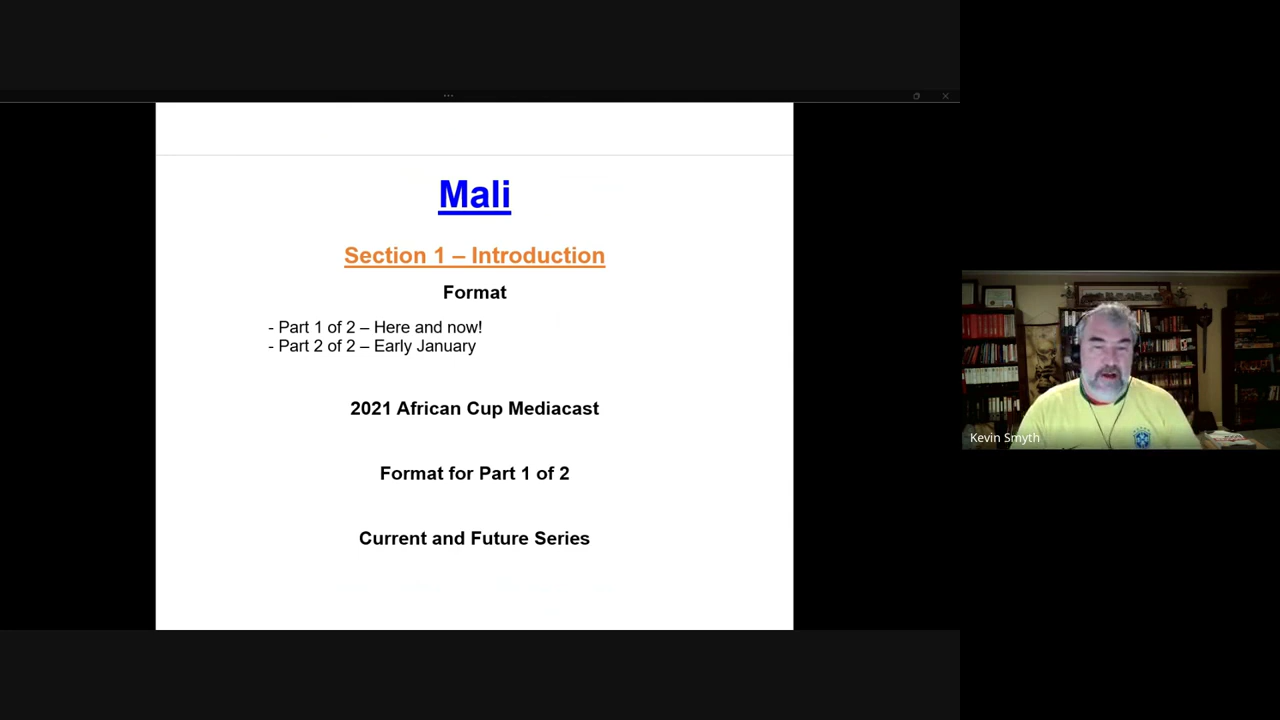 Mali
Section 1 – Introduction
Format
- Part 1 of 2 – Here and now!
- Part 2 of 2 – Early January
2021 African Cup Mediacast
Format for Part 1 of 2
Current and Future Series
Kevin Smyth